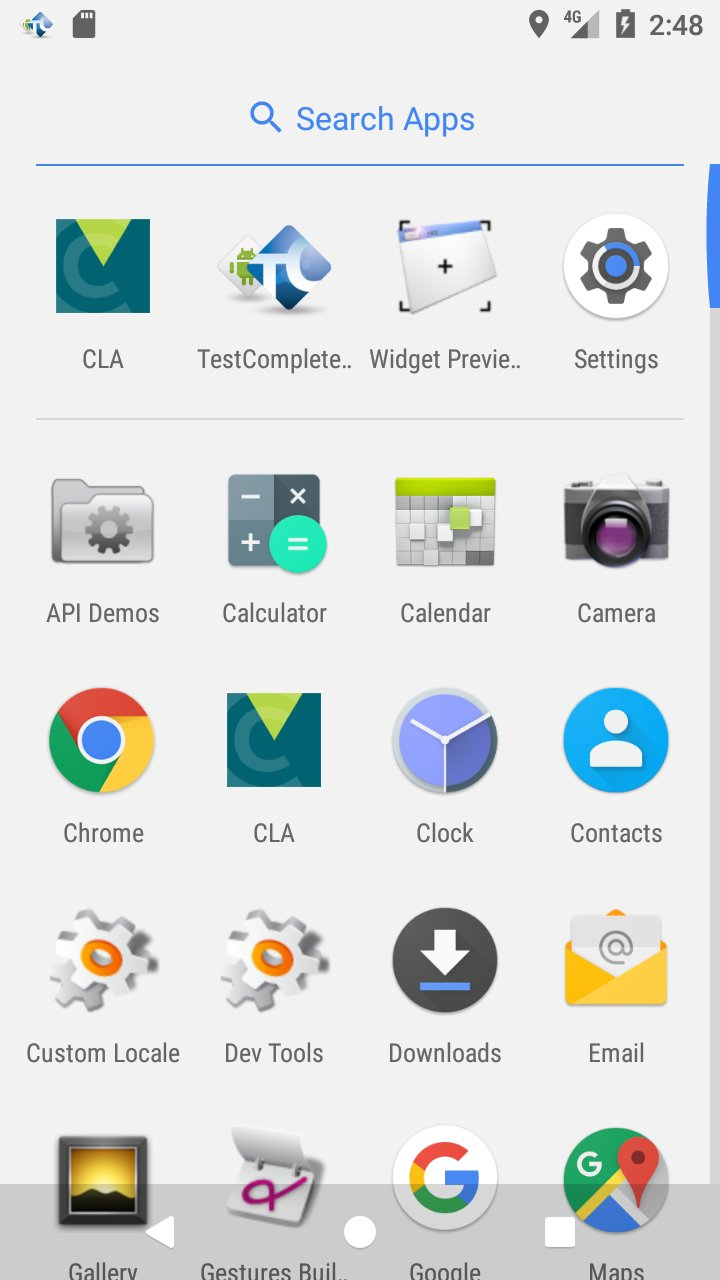 4G 2:48
Search Apps
CLA TestComplete.. Widget Previe.. Settings
API Demos Calculator Calendar Camera
Chrome CLA Clock Contacts
Custom Locale Dev Tools Downloads Email
Gallery Gestures Buil.. Google Maps